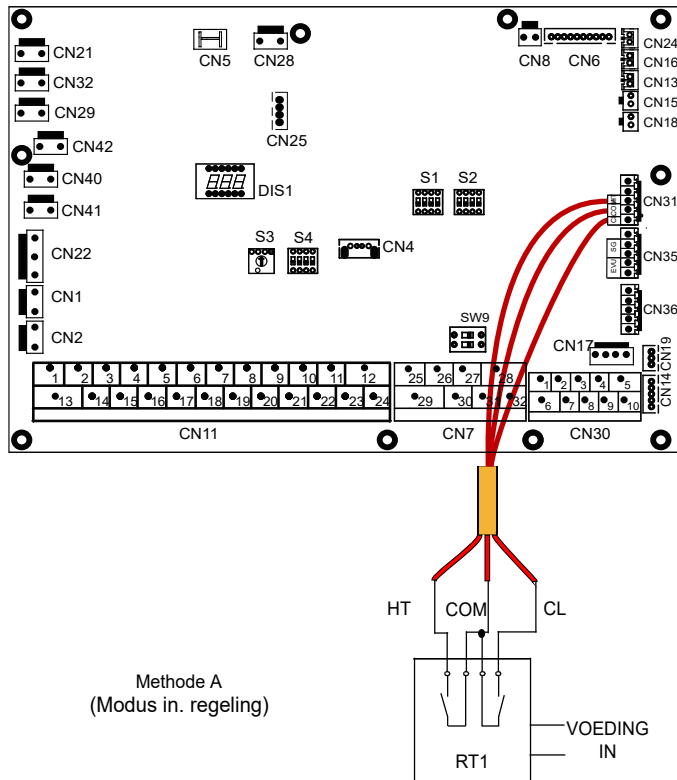 CN21
CN32
CN29
CN42
CN40
CN41
CN22
CN1
CN2
CN5
CN28
CN25
DIS1
S3 S4
CN4
S1 S2
SW9
CN8 CN6
CN24
CN16
CN13
CN15
CN18
CN31
CN35
CN36
CN17
CN19
CN14
EVU SG
1 2 3 4 5 6 7 8 9 10 11 12
13 14 15 16 17 18 19 20 21 22 23 24
CN11
25 26 27 28
29 30 31 32
CN7
1 2 3 4 5
6 7 8 9 10
CN30
HT COM CL
Methode A
(Modus in. regeling)
RT1
VOEDING
IN